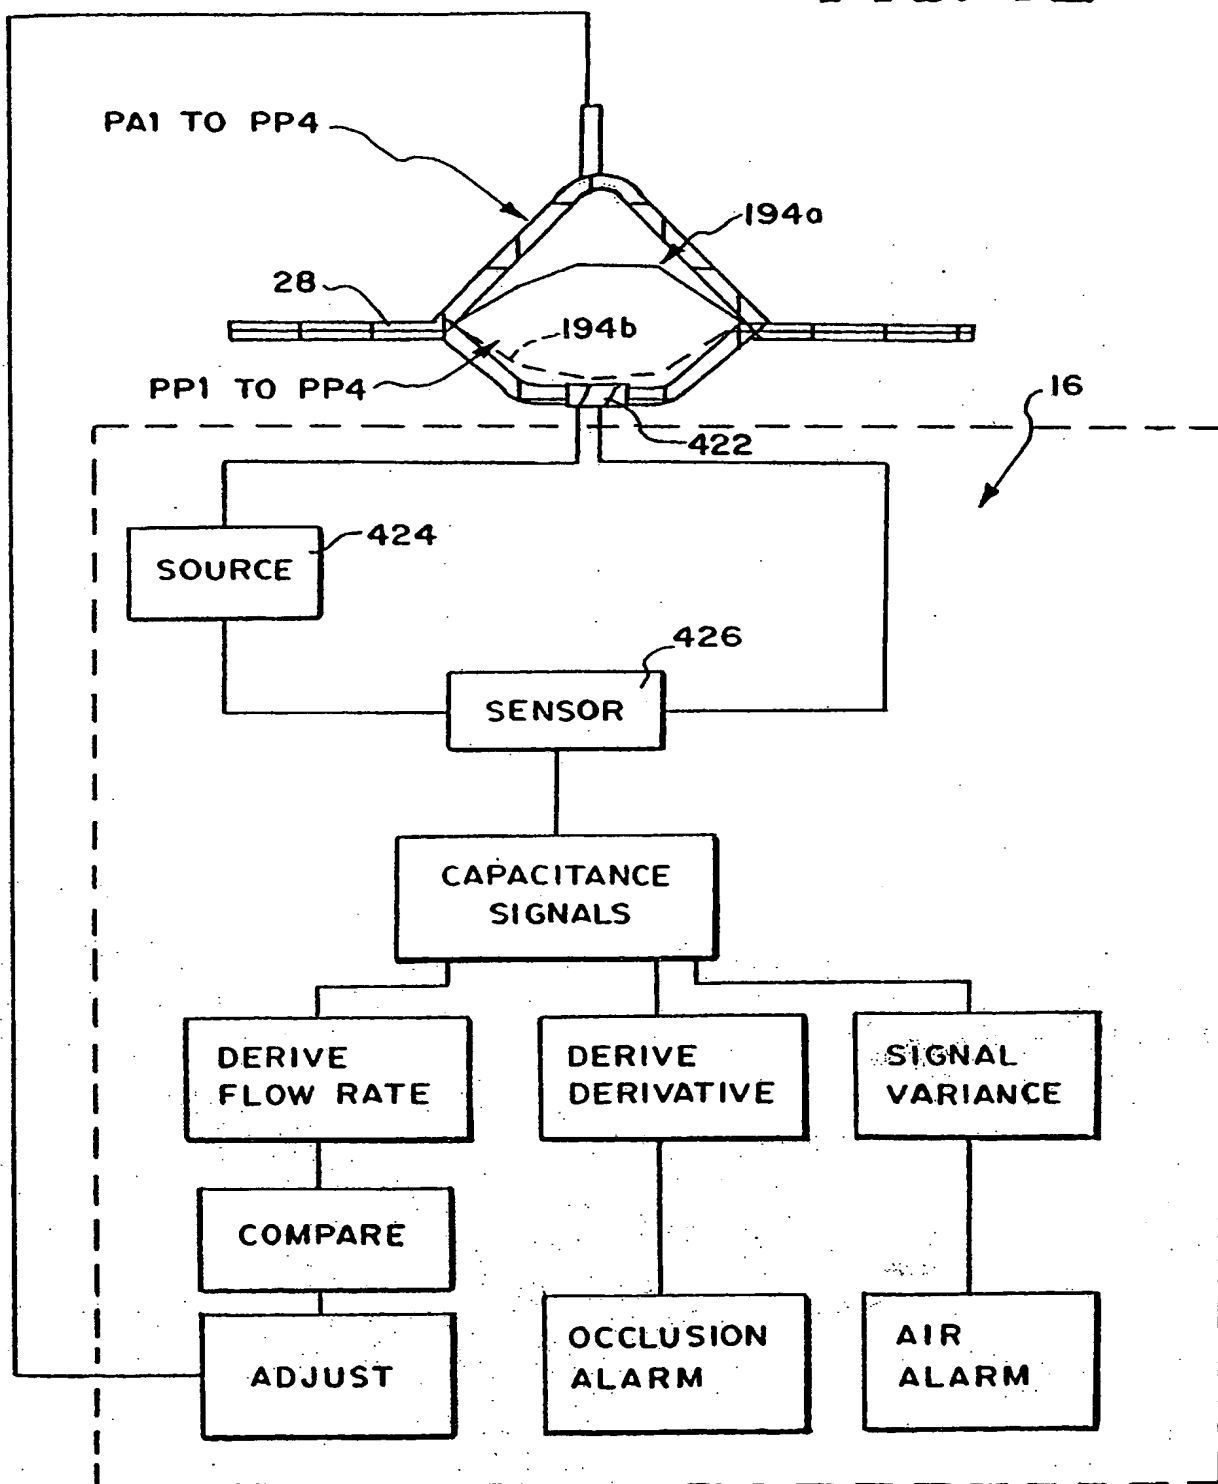 PA1 TO PP4
194a
28
194b
PP1 TO PP4
16
422
424
SOURCE
426
SENSOR
CAPACITANCE
SIGNALS
DERIVE
FLOW RATE
DERIVE
DERIVATIVE
SIGNAL
VARIANCE
COMPARE
ADJUST
OCCLUSION
ALARM
AIR
ALARM